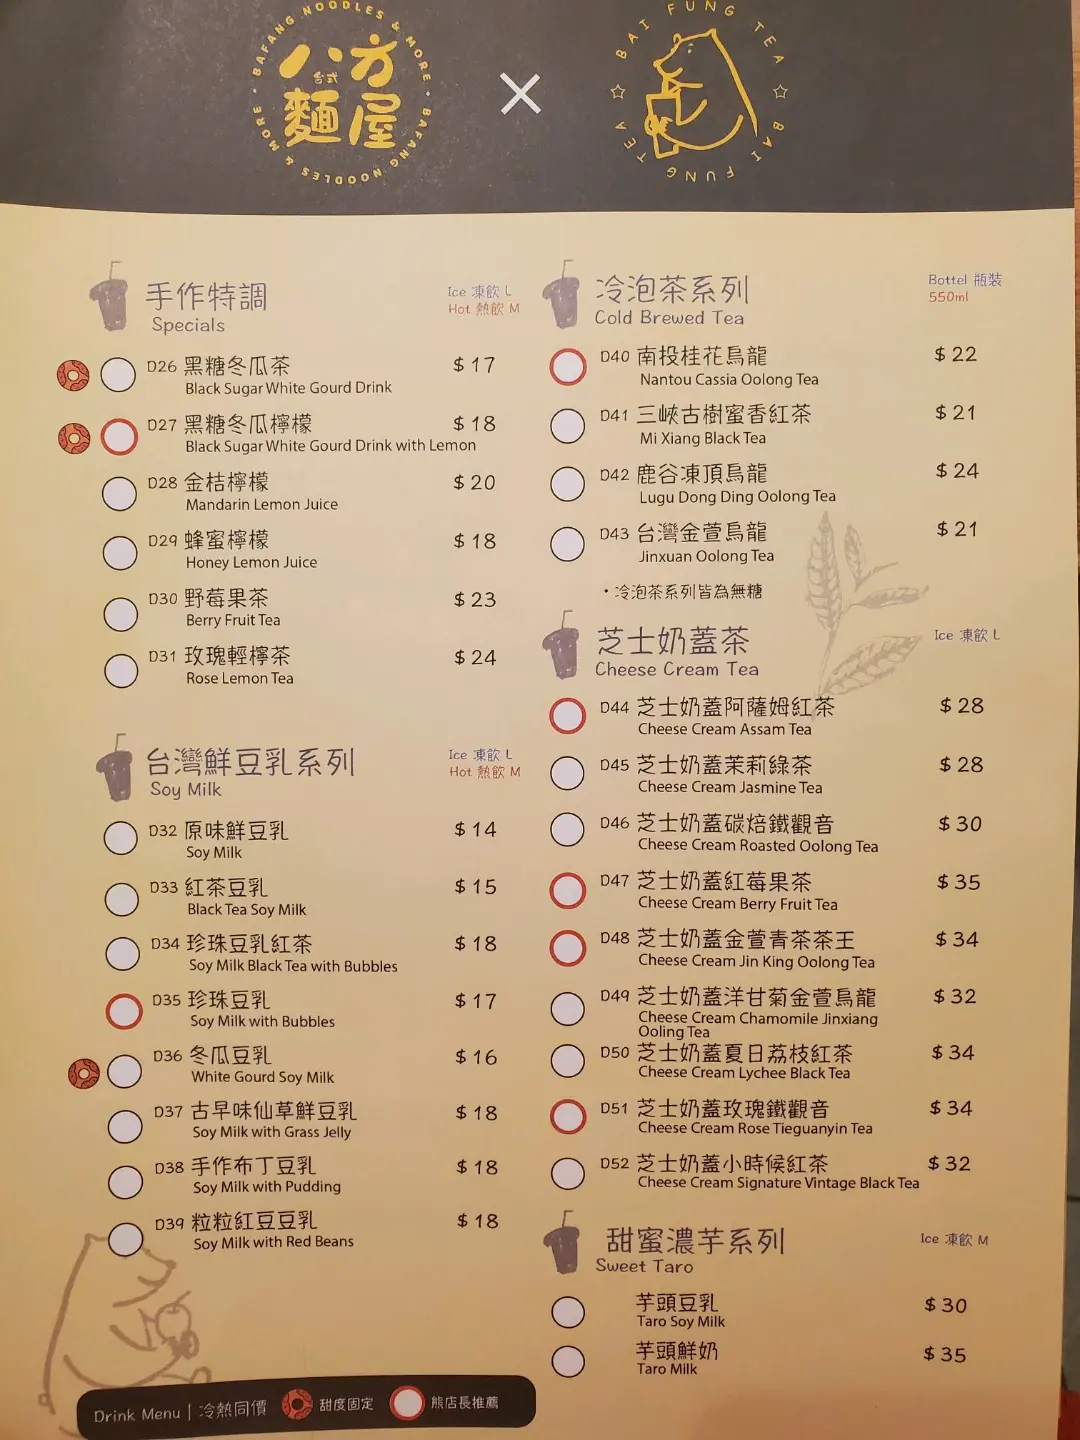 BAFANG NOODLES & MORE · BAFANG NOODLES & MORE ·
八方
台式
麵屋
×
BAI FUNG TEA ☆ BAI FUNG TEA ☆
手作特調
Specials
Ice 凍飲 L
Hot 熱飲 M
D26 黑糖冬瓜茶 $ 17
Black Sugar White Gourd Drink
D27 黑糖冬瓜檸檬 $ 18
Black Sugar White Gourd Drink with Lemon
D28 金桔檸檬 $ 20
Mandarin Lemon Juice
D29 蜂蜜檸檬 $ 18
Honey Lemon Juice
D30 野莓果茶 $ 23
Berry Fruit Tea
D31 玫瑰輕檸茶 $ 24
Rose Lemon Tea
台灣鮮豆乳系列
Soy Milk
Ice 凍飲 L
Hot 熱飲 M
D32 原味鮮豆乳 $ 14
Soy Milk
D33 紅茶豆乳 $ 15
Black Tea Soy Milk
D34 珍珠豆乳紅茶 $ 18
Soy Milk Black Tea with Bubbles
D35 珍珠豆乳 $ 17
Soy Milk with Bubbles
D36 冬瓜豆乳 $ 16
White Gourd Soy Milk
D37 古早味仙草鮮豆乳 $ 18
Soy Milk with Grass Jelly
D38 手作布丁豆乳 $ 18
Soy Milk with Pudding
D39 粒粒紅豆豆乳 $ 18
Soy Milk with Red Beans
冷泡茶系列
Cold Brewed Tea
Bottel 瓶裝
550ml
D40 南投桂花烏龍 $ 22
Nantou Cassia Oolong Tea
D41 三峽古樹蜜香紅茶 $ 21
Mi Xiang Black Tea
D42 鹿谷凍頂烏龍 $ 24
Lugu Dong Ding Oolong Tea
D43 台灣金萱烏龍 $ 21
Jinxuan Oolong Tea
・冷泡茶系列皆為無糖
芝士奶蓋茶
Cheese Cream Tea
Ice 凍飲 L
D44 芝士奶蓋阿薩姆紅茶 $ 28
Cheese Cream Assam Tea
D45 芝士奶蓋茉莉綠茶 $ 28
Cheese Cream Jasmine Tea
D46 芝士奶蓋碳焙鐵觀音 $ 30
Cheese Cream Roasted Oolong Tea
D47 芝士奶蓋紅莓果茶 $ 35
Cheese Cream Berry Fruit Tea
D48 芝士奶蓋金萱青茶茶王 $ 34
Cheese Cream Jin King Oolong Tea
D49 芝士奶蓋洋甘菊金萱烏龍 $ 32
Cheese Cream Chamomile Jinxiang
Ooling Tea
D50 芝士奶蓋夏日荔枝紅茶 $ 34
Cheese Cream Lychee Black Tea
D51 芝士奶蓋玫瑰鐵觀音 $ 34
Cheese Cream Rose Tieguanyin Tea
D52 芝士奶蓋小時候紅茶 $ 32
Cheese Cream Signature Vintage Black Tea
甜蜜濃芋系列
Sweet Taro
Ice 凍飲 M
芋頭豆乳 $ 30
Taro Soy Milk
芋頭鮮奶 $ 35
Taro Milk
Drink Menu | 冷熱同價 甜度固定 熊店長推薦